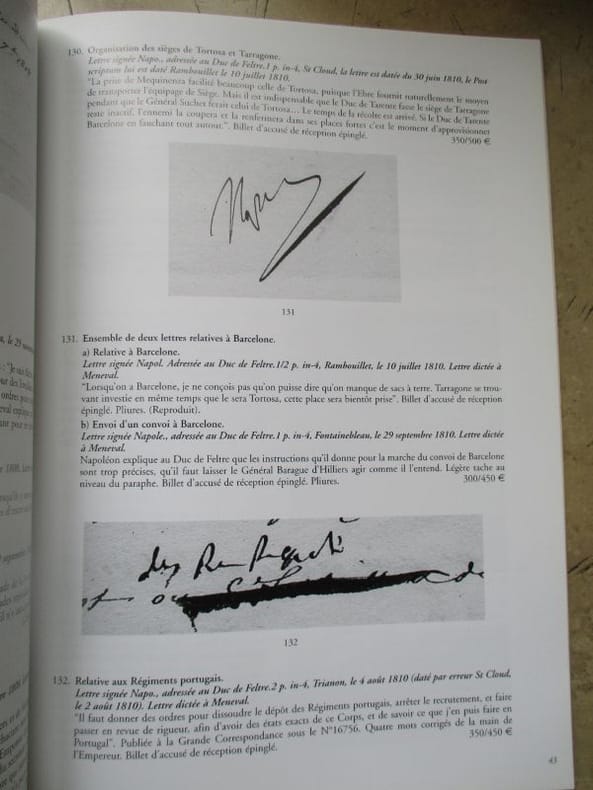 130. Organisation des sièges de Tortosa et Tarragone.
Lettre signée Napo., adressée au Duc de Feltre.1 p. in-4, St Cloud, la lettre est datée du 30 juin 1810, le Post
scriptum lui est daté Rambouillet le 10 juillet 1810.
"La prise de Mequinenza facilité beaucoup celle de Tortosa, puisque l'Ebre fournit naturellement le moyen
de transporter l'équipage de Siège. Mais il est indispensable que le Duc de Tarente fasse le siège de Tarragone
pendant que le Général Suchet ferait celui de Tortosa… Le temps de la récolte est arrivé. Si le Duc de Tarente
reste inactif, l'ennemi la coupera et la renfermera dans ses places fortes c'est le moment d'approvisionner
Barcelone en fauchant tout autour.". Billet d'accusé de réception épinglé.
350/500 €
131
131. Ensemble de deux lettres relatives à Barcelone.
a) Relative à Barcelone.
Lettre signée Napol. Adressée au Duc de Feltre.1/2 p. in-4, Rambouillet, le 10 juillet 1810. Lettre dictée à
Meneval.
"Lorsqu'on a Barcelone, je ne conçois pas qu'on puisse dire qu'on manque de sacs à terre. Tarragone se trou-
vant investie en même temps que le sera Tortosa, cette place sera bientôt prise". Billet d'accusé de réception
épinglé. Pliures. (Reproduit).
b) Envoi d'un convoi à Barcelone.
Lettre signée Napole., adressée au Duc de Feltre.1 p. in-4, Fontainebleau, le 29 septembre 1810. Lettre dictée
à Meneval.
Napoléon explique au Duc de Feltre que les instructions qu'il donne pour la marche du convoi de Barcelone
sont trop précises, qu'il faut laisser le Général Barague d'Hilliers agir comme il l'entend. Légère tache au
niveau du paraphe. Billet d'accusé de réception épinglé. Pliures. 300/450 €
132
132. Relative aux Régiments portugais.
Lettre signée Napo., adressée au Duc de Feltre.2 p. in-4, Trianon, le 4 août 1810 (daté par erreur St Cloud,
le 2 août 1810). Lettre dictée à Meneval.
"Il faut donner des ordres pour dissoudre le dépôt des Régiments portugais, arrêter le recrutement, et faire
passer en revue de rigueur, afin d'avoir des états exacts de ce Corps, et de savoir ce que j'en puis faire en
Portugal". Publiée à la Grande Correspondance sous le N°16756. Quatre mots corrigés de la main de
l'Empereur. Billet d'accusé de réception épinglé. 350/450 €
43